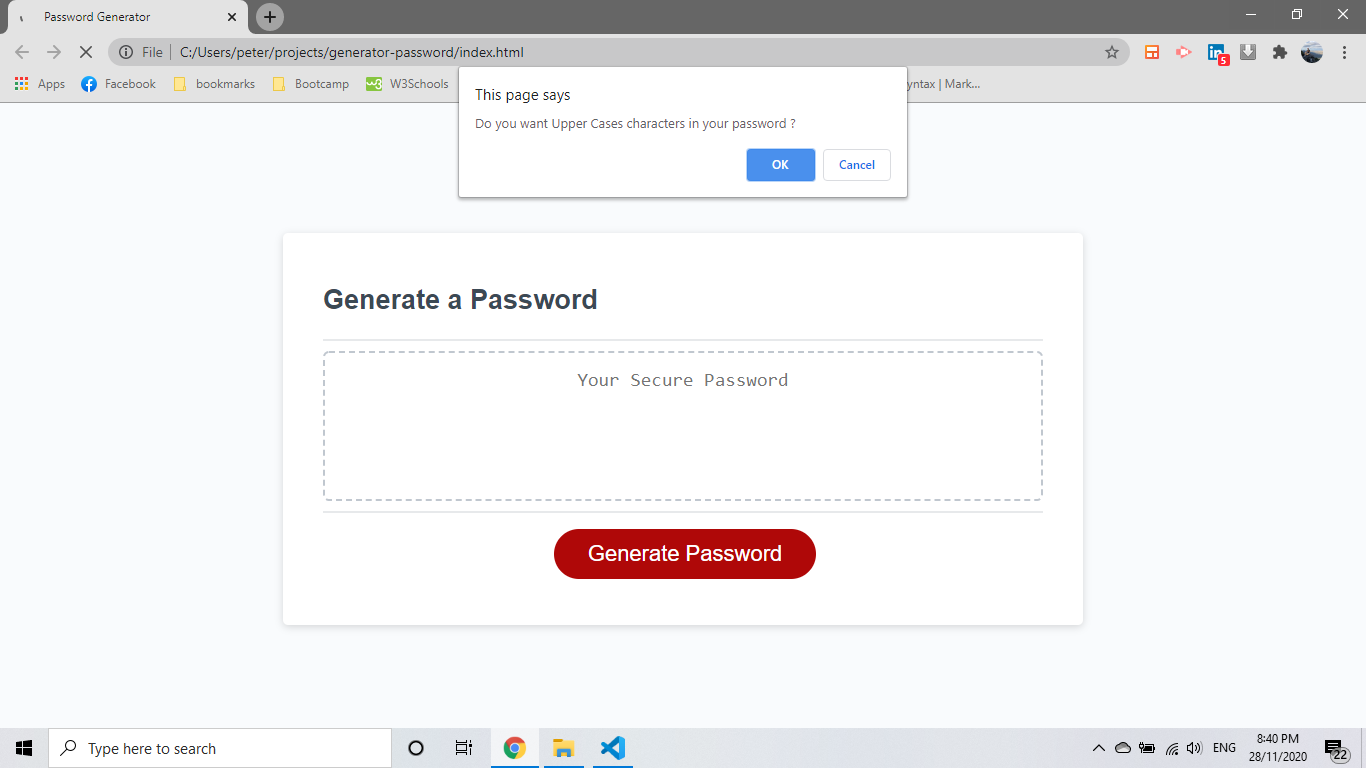 Password Generator
File C:/Users/peter/projects/generator-password/index.html
5
Apps Facebook bookmarks Bootcamp W3Schools yntax | Mark...
This page says
Do you want Upper Cases characters in your password ?
OK Cancel
Generate a Password
Your Secure Password
Generate Password
Type here to search
ENG
8:40 PM
28/11/2020
22